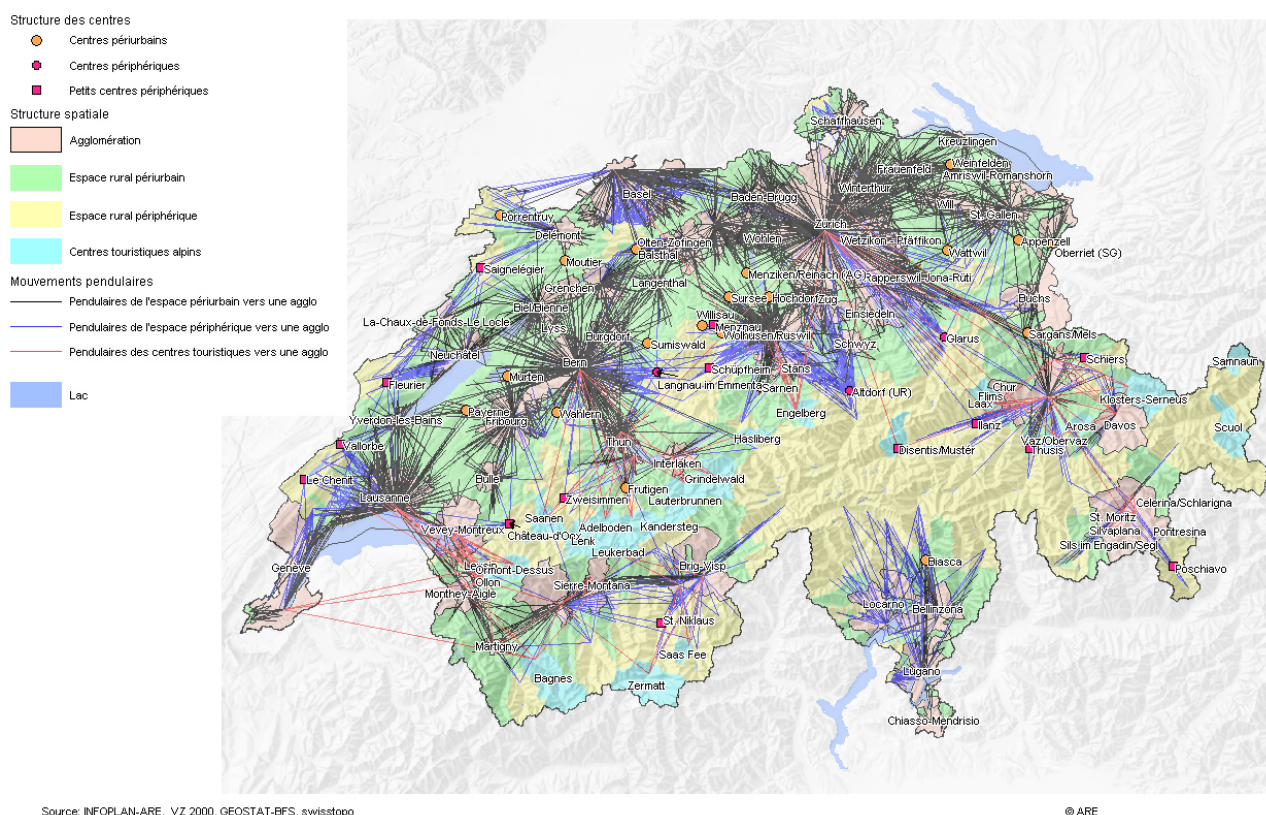 Structure des centres
Centres périurbains
Centres périphériques
Petits centres périphériques
Structure spatiale
Agglomération
Espace rural périurbain
Espace rural périphérique
Centres touristiques alpins
Mouvements pendulaires
Pendulaires de l'espace périurbain vers une agglo
Pendulaires de l'espace périphérique vers une agglo
Pendulaires des centres touristiques vers une agglo
Lac
Schaffhausen
Kreuzlingen
Weinfelden
Frauenfeld
Amriswil-Romanshorn
Winterthur
Basel
Baden-Brugg
Will
St. Gallen
Porrentruy
Zürich
Delémont
Wohlen
Wetzikon -Pfäffikon
Olten-Zofingen
Balsthal
Wattwil
Appenzell
Oberriet (SG)
Moutier
Saignelégier
Menziken/Reinach (AG)
Rapperswil-Jona-Rüti
Langenthal
Grenchen
Sursee
Hochdorf
Zug
Buchs
Biel/Bienne
Willisau
Einsiedeln
La-Chaux-de-Fonds-Le Locle
Lyss
Menznau
Burgdorf
Wolhusen/Ruswil
Sargans/Mels
Glarus
Sumiswald
Schwyz
Neuchâtel
Bern
Schiers
Samnaun
Schüpfheim
Stans
Fleurier
Murten
Langnau im Emmental
Sarnen
Altdorf (UR)
Chur
Flims
Laax
Klosters-Serneus
Engelberg
Payerne
Wahlern
Yverdon-les-Bains
Fribourg
Ilanz
Arosa
Davos
Scuol
Vallorbe
Thun
Hasliberg
Vaz/Obervaz
Disentis/Mustér
Thusis
Interlaken
Le Chenit
Bulle
Grindelwald
Lausanne
Frutigen
Zweisimmen
Lauterbrunnen
Celerina/Schlarigna
Saanen
St. Moritz
Vevey-Montreux
Adelboden
Kandersteg
Silvaplana
Pontresina
Château-d'Oex
Lenk
Sils im Engadin/Segl
Leukerbad
Geneve
Leysin
Ormont-Dessus
Brig-Visp
Biasca
Poschiavo
Ollon
Sierre-Montana
Monthey-Aigle
Locarno
Bellinzona
St. Niklaus
Martigny
Saas Fee
Lugano
Bagnes
Zermatt
Chiasso-Mendrisio
Source: INFOPLAN-ARE, VZ 2000, GEOSTAT-BFS, swisstopo
© ARE